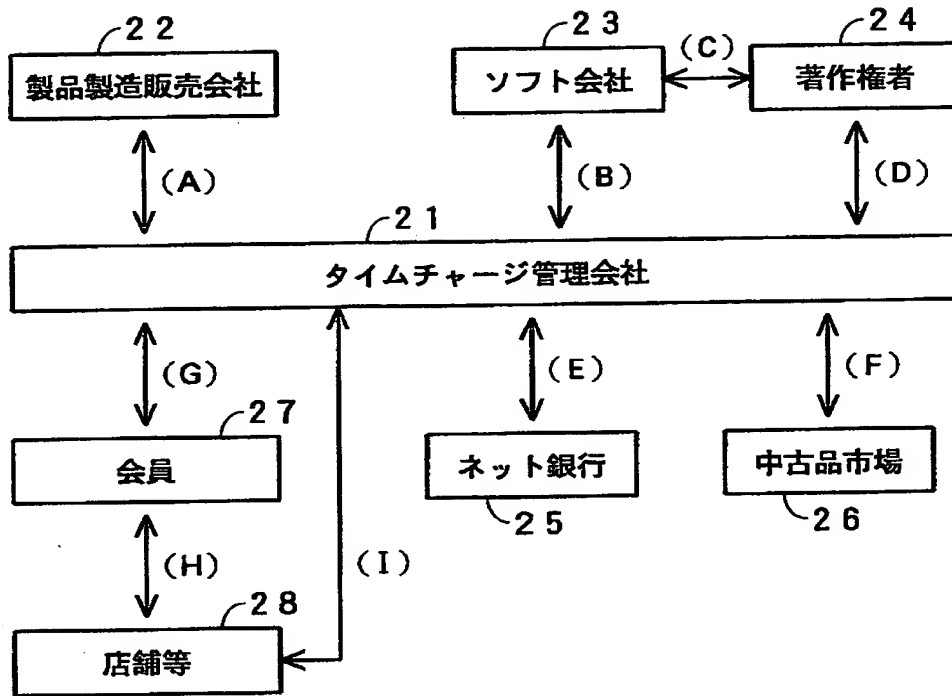 22
製品製造販売会社
23
ソフト会社
(C)
24
著作権者
(A)
(B)
(D)
21
タイムチャージ管理会社
(G)
(E)
(F)
27
会員
ネット銀行
25
中古品市場
26
(H)
(I)
28
店舗等